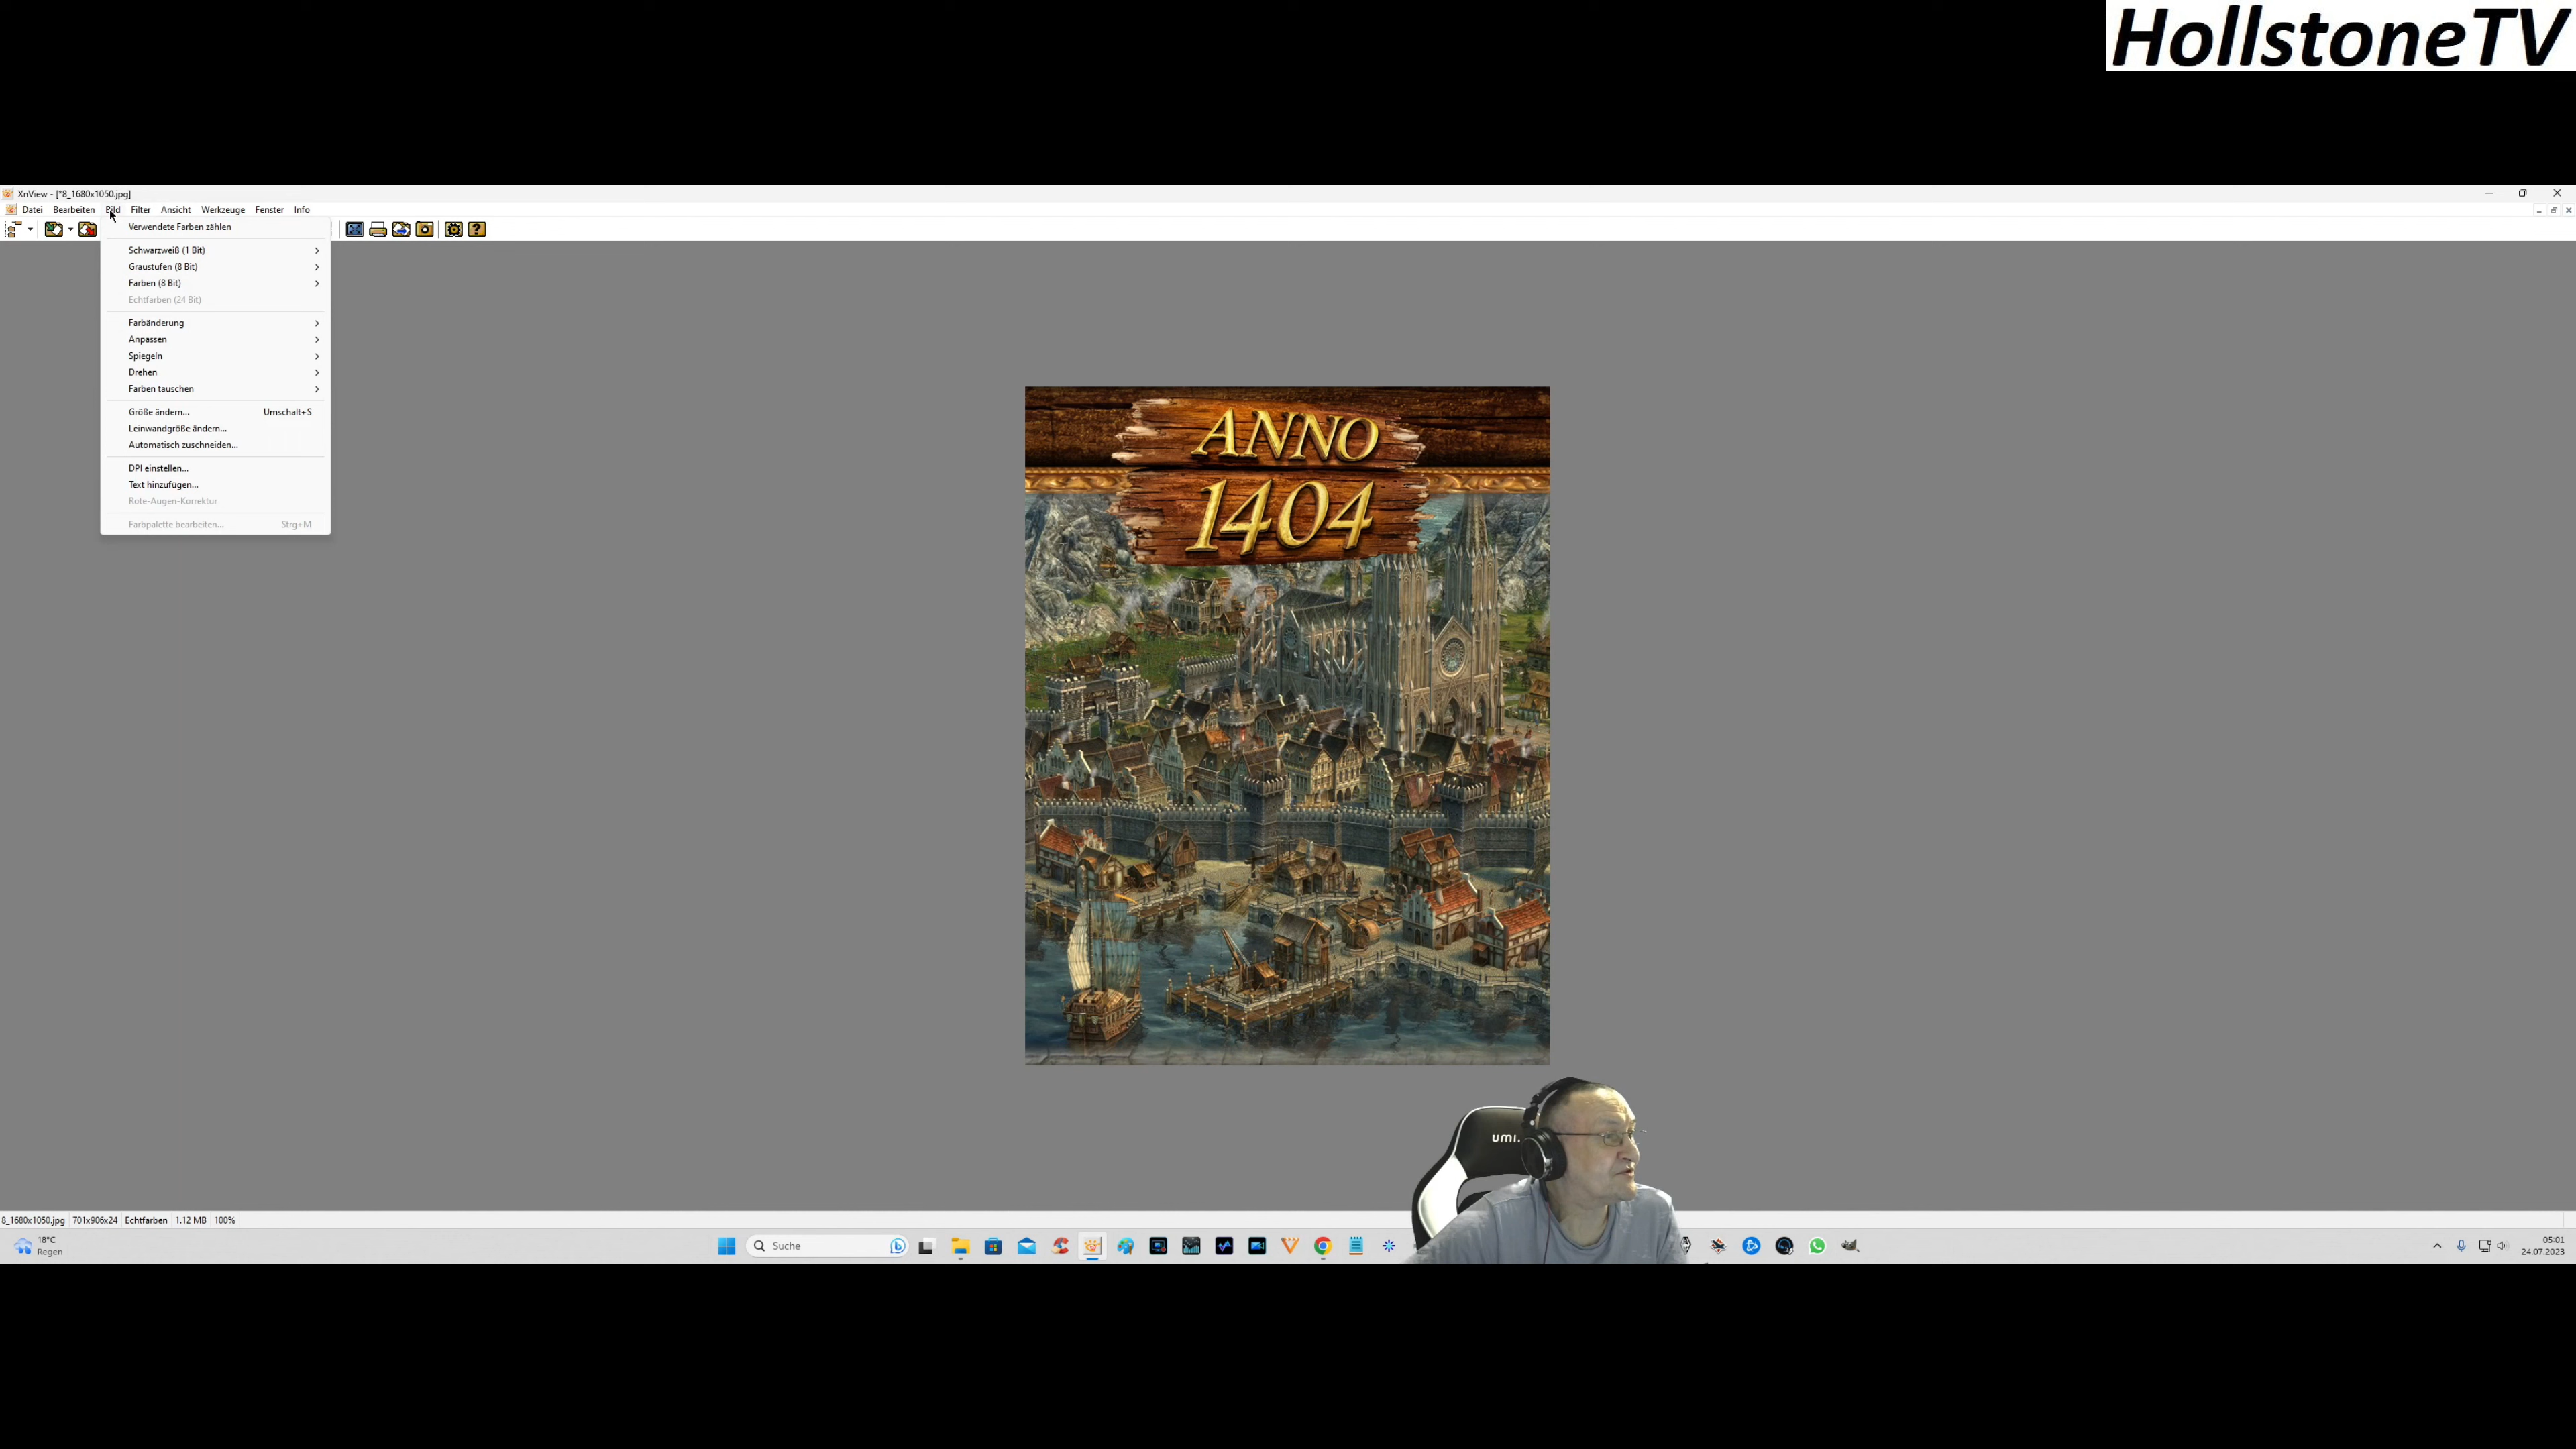 HollstoneTV
XnView - [*8_1680x1050.jpg]
Datei Bearbeiten Bild Filter Ansicht Werkzeuge Fenster Info
Verwendete Farben zählen
Schwarzweiß (1 Bit)
Graustufen (8 Bit)
Farben (8 Bit)
Echtfarben (24 Bit)
Farbänderung
Anpassen
Spiegeln
Drehen
Farben tauschen
Größe ändern... Umschalt+S
Leinwandgröße ändern...
Automatisch zuschneiden...
DPI einstellen...
Text hinzufügen...
Rote-Augen-Korrektur
Farbpalette bearbeiten... Strg+M
ANNO
1404
umi.
8_1680x1050.jpg 701x906x24 Echtfarben 1.12 MB 100%
18°C
Regen
Suche
05:01
24.07.2023